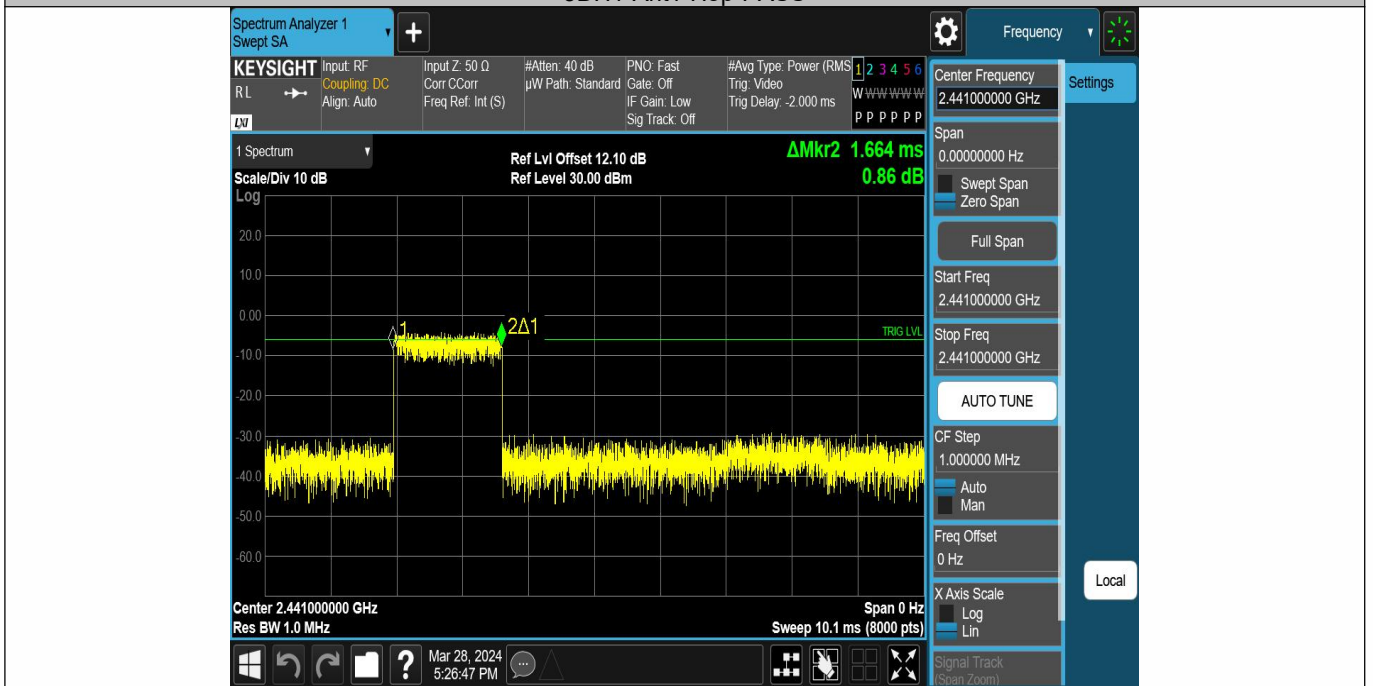 Spectrum Analyzer 1
Swept SA
Frequency
KEYSIGHT
RL
LXI
Input: RF
Coupling: DC
Align: Auto
Input Z: 50 Ω
Corr CCorr
Freq Ref: Int (S)
#Atten: 40 dB
µW Path: Standard
PNO: Fast
Gate: Off
IF Gain: Low
Sig Track: Off
#Avg Type: Power (RMS
Trig: Video
Trig Delay: -2.000 ms
1 2 3 4 5 6
W W W W W W
P P P P P P
1 Spectrum
Scale/Div 10 dB
Log
Ref Lvl Offset 12.10 dB
Ref Level 30.00 dBm
ΔMkr2 1.664 ms
0.86 dB
20.0
10.0
0.00
-10.0
-20.0
-30.0
-40.0
-50.0
-60.0
1
2Δ1
TRIG LVL
Center 2.441000000 GHz
Res BW 1.0 MHz
Span 0 Hz
Sweep 10.1 ms (8000 pts)
Mar 28, 2024
5:26:47 PM
?
Center Frequency
2.441000000 GHz
Settings
Span
0.00000000 Hz
Swept Span
Zero Span
Full Span
Start Freq
2.441000000 GHz
Stop Freq
2.441000000 GHz
AUTO TUNE
CF Step
1.000000 MHz
Auto
Man
Freq Offset
0 Hz
X Axis Scale
Log
Lin
Local
Signal Track
(Span Zoom)